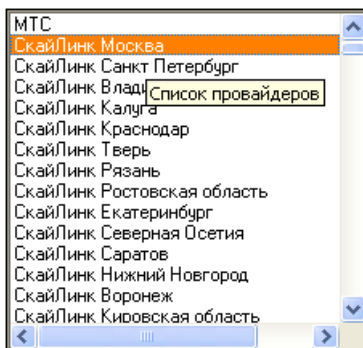 МТС
СкайЛинк Москва
СкайЛинк Санкт Петербург
СкайЛинк
Список провайдеров
СкайЛинк Калуга
СкайЛинк Краснодар
СкайЛинк Тверь
СкайЛинк Рязань
СкайЛинк Ростовская область
СкайЛинк Екатеринбург
СкайЛинк Северная Осетия
СкайЛинк Саратов
СкайЛинк Нижний Новгород
СкайЛинк Воронеж
СкайЛинк Кировская область